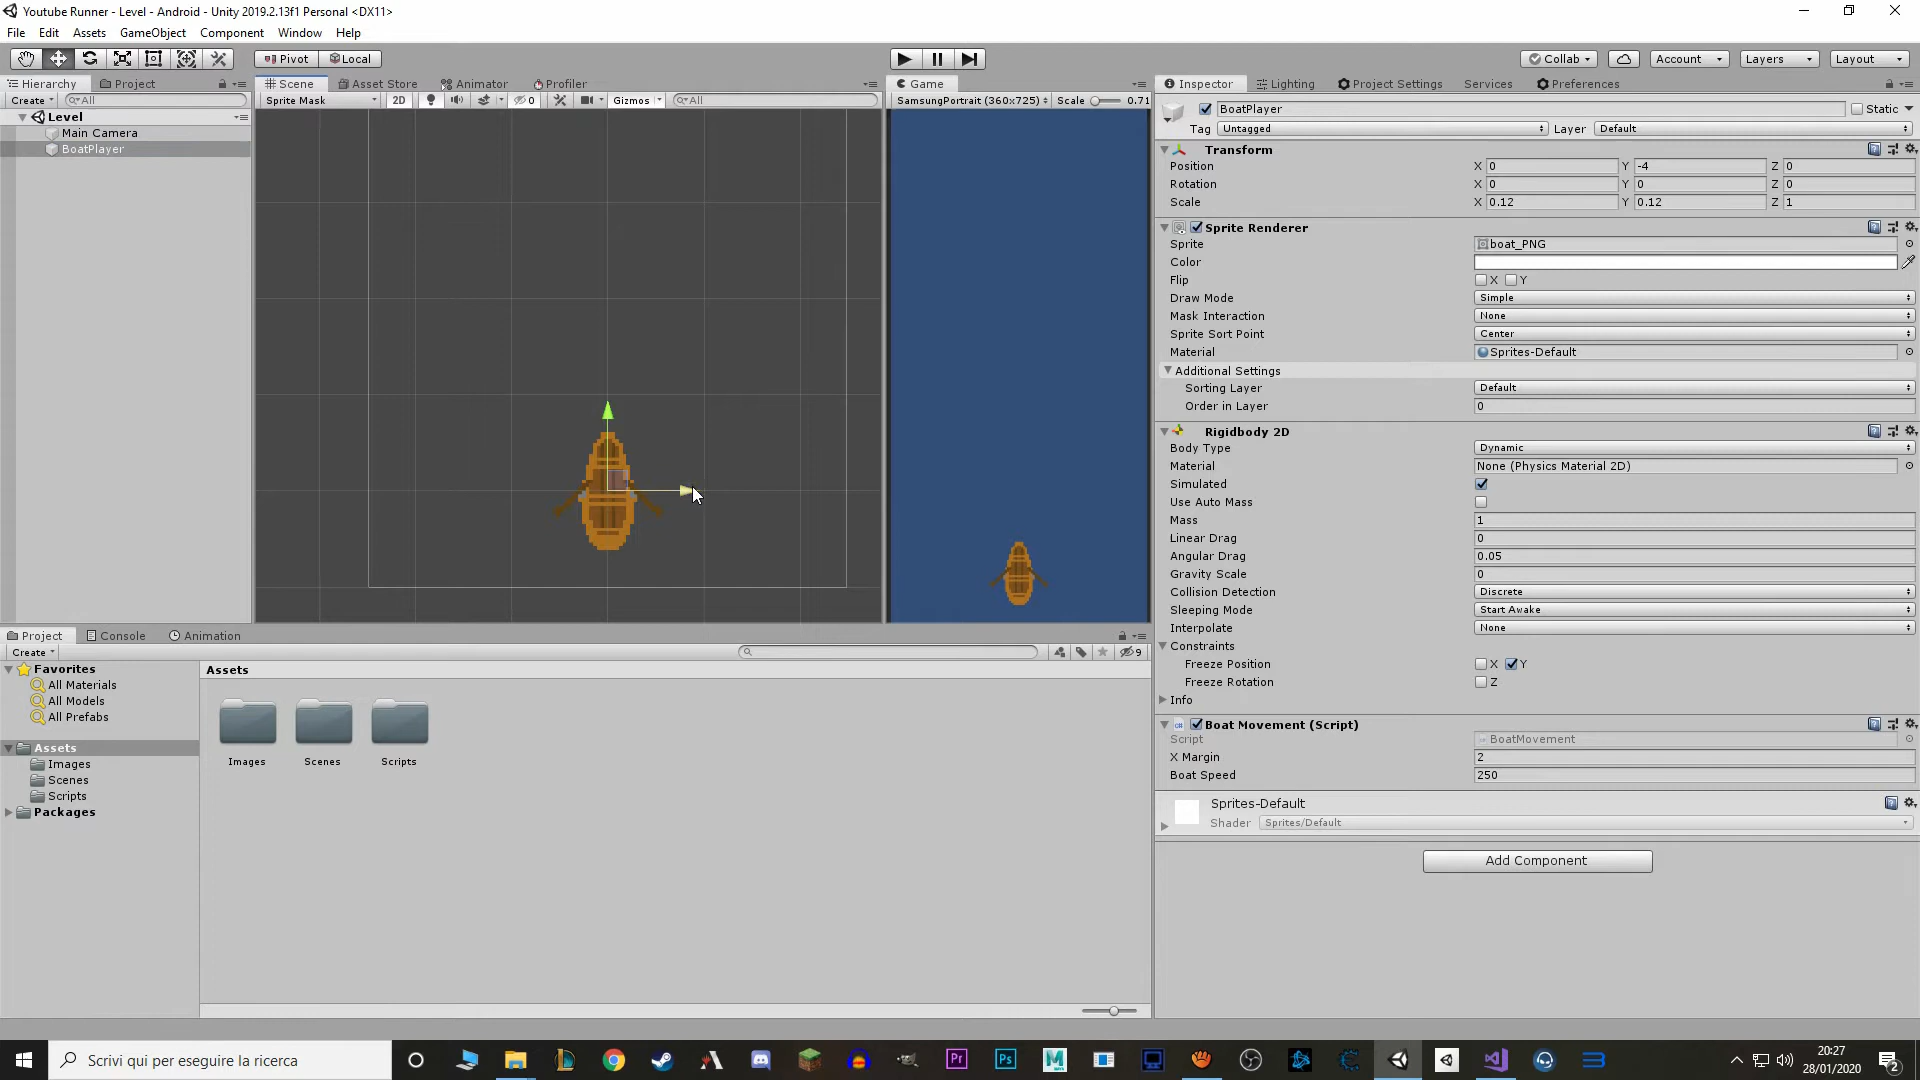 Youtube Runner - Level - Android - Unity 2019.2.13f1 Personal <DX11>
File Edit Assets GameObject Component Window Help
Pivot Local Collab Account Layers Layout
Hierarchy Project Scene Asset Store Animator Profiler Game Inspector Lighting Project Settings Services Preferences
Create All Sprite Mask 2D 0 Gizmos All SamsungPortrait (360x725) Scale 0.71
Level
Main Camera
BoatPlayer
BoatPlayer Static
Tag Untagged Layer Default
Transform
Position X 0 Y -4 Z 0
Rotation X 0 Y 0 Z 0
Scale X 0.12 Y 0.12 Z 1
Sprite Renderer
Sprite boat_PNG
Color
Flip X Y
Draw Mode Simple
Mask Interaction None
Sprite Sort Point Center
Material Sprites-Default
Additional Settings
Sorting Layer Default
Order in Layer 0
Rigidbody 2D
Body Type Dynamic
Material None (Physics Material 2D)
Simulated
Use Auto Mass
Mass 1
Linear Drag 0
Angular Drag 0.05
Gravity Scale 0
Collision Detection Discrete
Sleeping Mode Start Awake
Interpolate None
Constraints
Freeze Position X Y
Freeze Rotation Z
Info
Boat Movement (Script)
Script BoatMovement
X Margin 2
Boat Speed 250
Sprites-Default
Shader Sprites/Default
Add Component
Project Console Animation
Create 9
Favorites
All Materials
All Models
All Prefabs
Assets
Images
Scenes
Scripts
Packages
Assets
Images Scenes Scripts
Scrivi qui per eseguire la ricerca
Pr Ps M
20:27
28/01/2020
2